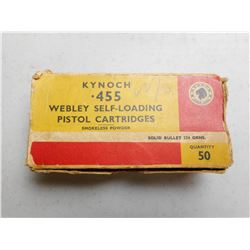 KYNOCH
·455
WEBLEY SELF-LOADING
PISTOL CARTRIDGES
SMOKELESS POWDER
SOLID BULLET 224 GRNS.
QUANTITY
50